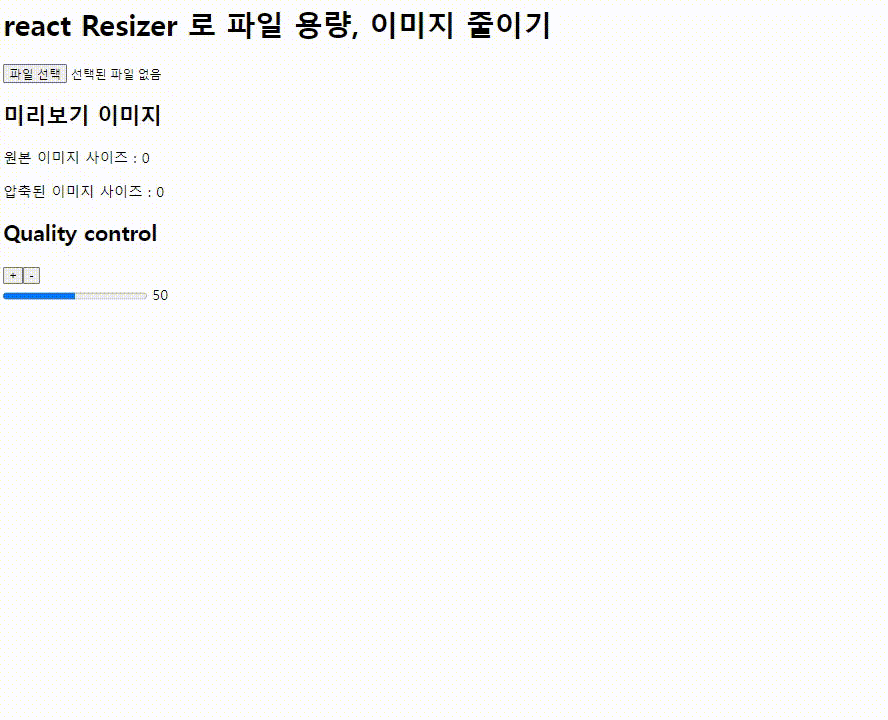 react Resizer 로 파일 용량, 이미지 줄이기
파일 선택 선택된 파일 없음
미리보기 이미지
원본 이미지 사이즈 : 0
압축된 이미지 사이즈 : 0
Quality control
+ -
50